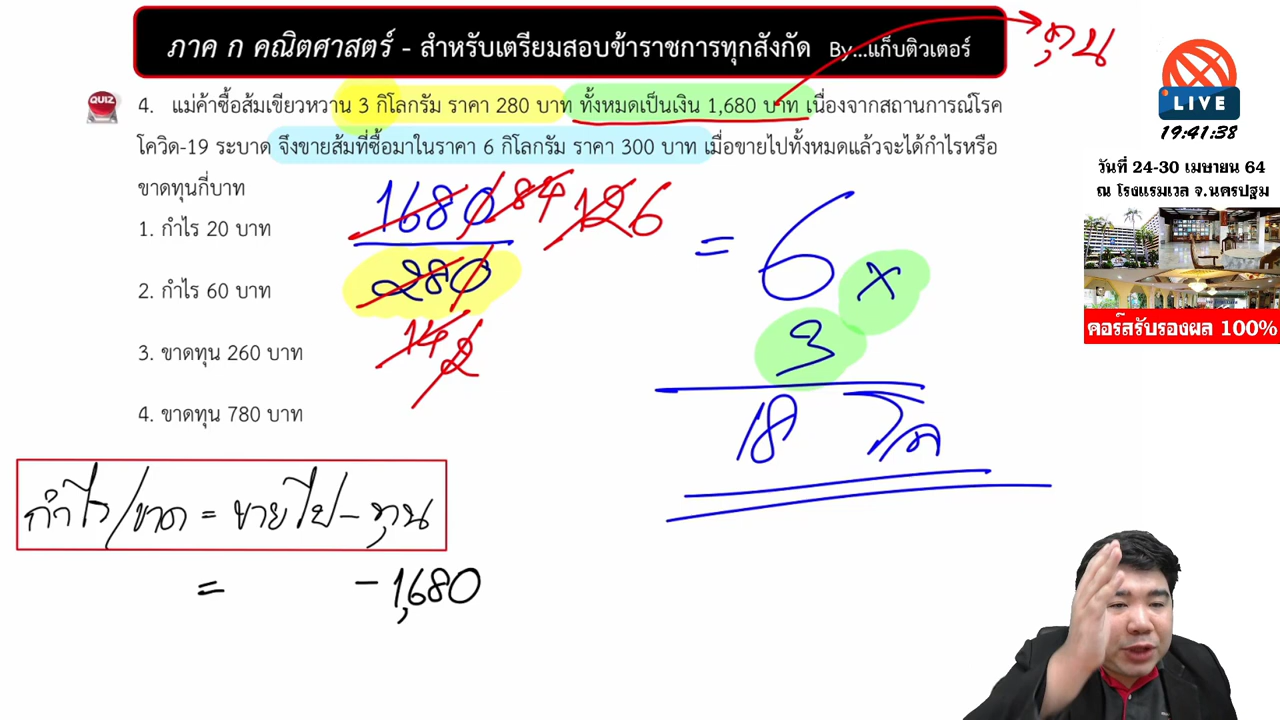 ภาค ก คณิตศาสตร์ - สำหรับเตรียมสอบข้าราชการทุกสังกัด By...แก็บติวเตอร์
ทุน
LIVE
19:41:38
QUIZ
4. แม่ค้าซื้อส้มเขียวหวาน 3 กิโลกรัม ราคา 280 บาท ทั้งหมดเป็นเงิน 1,680 บาท เนื่องจากสถานการณ์โรค
โควิด-19 ระบาด จึงขายส้มที่ซื้อมาในราคา 6 กิโลกรัม ราคา 300 บาท เมื่อขายไปทั้งหมดแล้วจะได้กำไรหรือ
ขาดทุนกี่บาท
วันที่ 24-30 เมษายน 64
ณ โรงแรมเวล จ.นครปฐม
คอร์สรับรองผล 100%
1. กำไร 20 บาท
2. กำไร 60 บาท
3. ขาดทุน 260 บาท
4. ขาดทุน 780 บาท
1680 84 12 6
280
14 2
= 6 x
3
18 โล
กำไร/ขาด = ขายไป - ทุน
= - 1,680